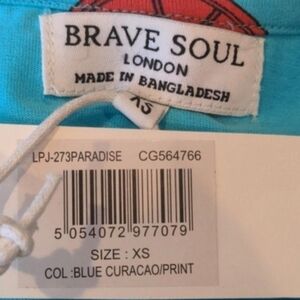 BRAVE SOUL
LONDON
MADE IN BANGLADESH
XS
LPJ-273PARADISE CG564766
5 054072 977079
SIZE : XS
COL :BLUE CURACAO/PRINT